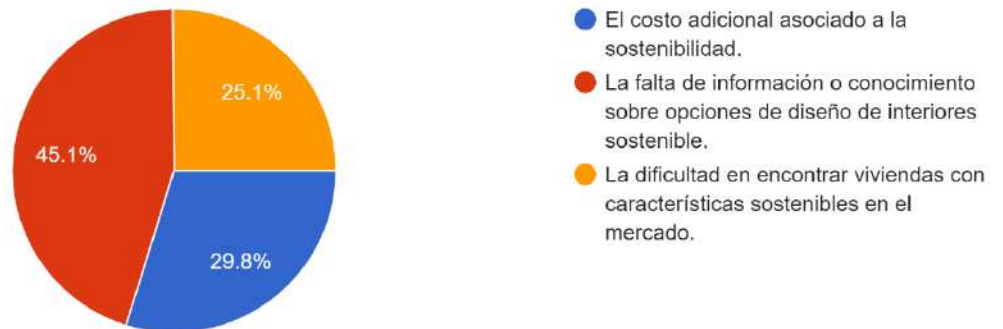 25.1%
45.1%
29.8%
El costo adicional asociado a la
sostenibilidad.
La falta de información o conocimiento
sobre opciones de diseño de interiores
sostenible.
La dificultad en encontrar viviendas con
características sostenibles en el
mercado.